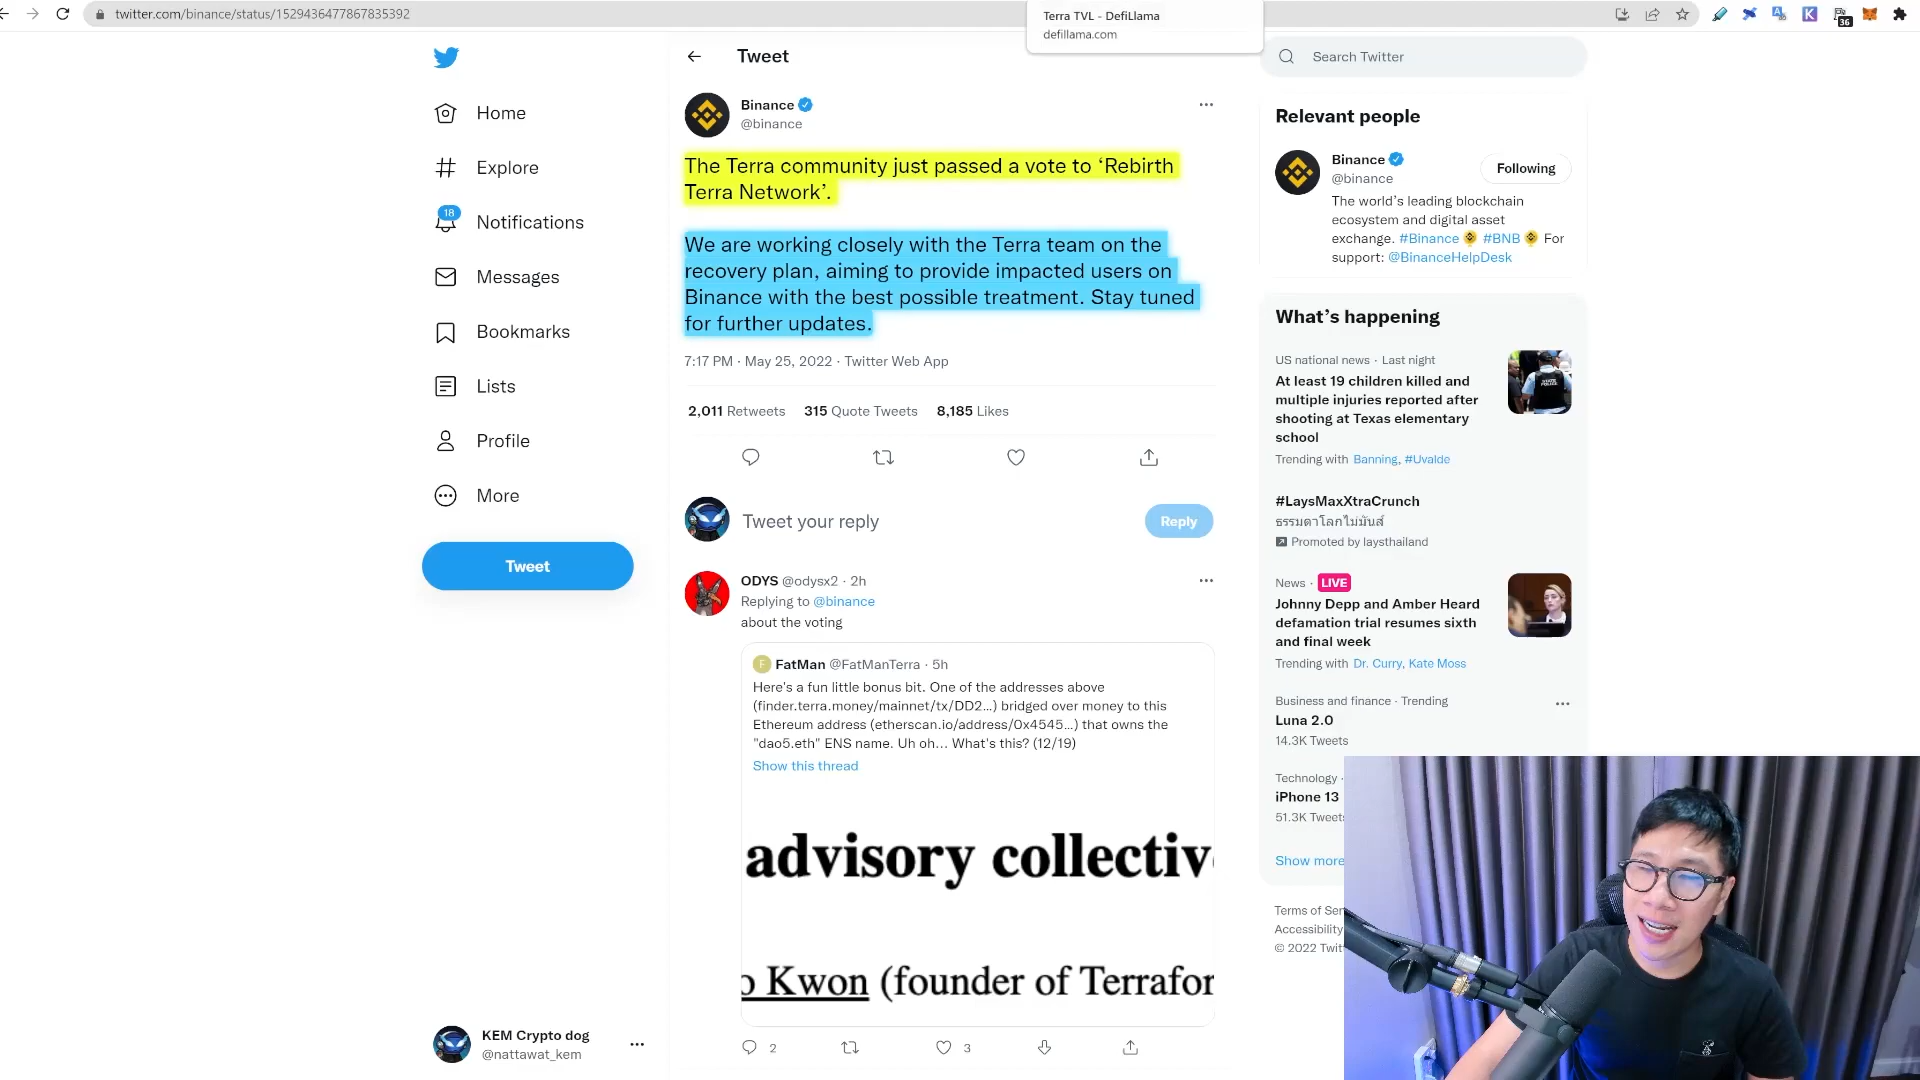 twitter.com/binance/status/1529436477867835392
Terra TVL - DefiLlama
defillama.com
36
Home
Explore
18
Notifications
Messages
Bookmarks
Lists
Profile
More
Tweet
KEM Crypto dog
@nattawat_kem
Tweet
Binance
@binance
The Terra community just passed a vote to ‘Rebirth
Terra Network’.
We are working closely with the Terra team on the
recovery plan, aiming to provide impacted users on
Binance with the best possible treatment. Stay tuned
for further updates.
7:17 PM · May 25, 2022 · Twitter Web App
2,011 Retweets 315 Quote Tweets 8,185 Likes
Tweet your reply
Reply
ODYS @odysx2 · 2h
Replying to @binance
about the voting
F FatMan @FatManTerra · 5h
Here's a fun little bonus bit. One of the addresses above
(finder.terra.money/mainnet/tx/DD2…) bridged over money to this
Ethereum address (etherscan.io/address/0x4545…) that owns the
"dao5.eth" ENS name. Uh oh… What's this? (12/19)
Show this thread
advisory collectiv
o Kwon (founder of Terrafor
2
3
Search Twitter
Relevant people
Binance
@binance
Following
The world’s leading blockchain
ecosystem and digital asset
exchange. #Binance #BNB For
support: @BinanceHelpDesk
What’s happening
US national news · Last night
At least 19 children killed and
multiple injuries reported after
shooting at Texas elementary
school
Trending with Banning, #Uvalde
#LaysMaxXtraCrunch
ธรรมดาโลกไม่มันส์
Promoted by laysthailand
News · LIVE
Johnny Depp and Amber Heard
defamation trial resumes sixth
and final week
Trending with Dr. Curry, Kate Moss
Business and finance · Trending
Luna 2.0
14.3K Tweets
Technology ·
iPhone 13
51.3K Tweets
Show more
Terms of Ser
Accessibility
© 2022 Twit